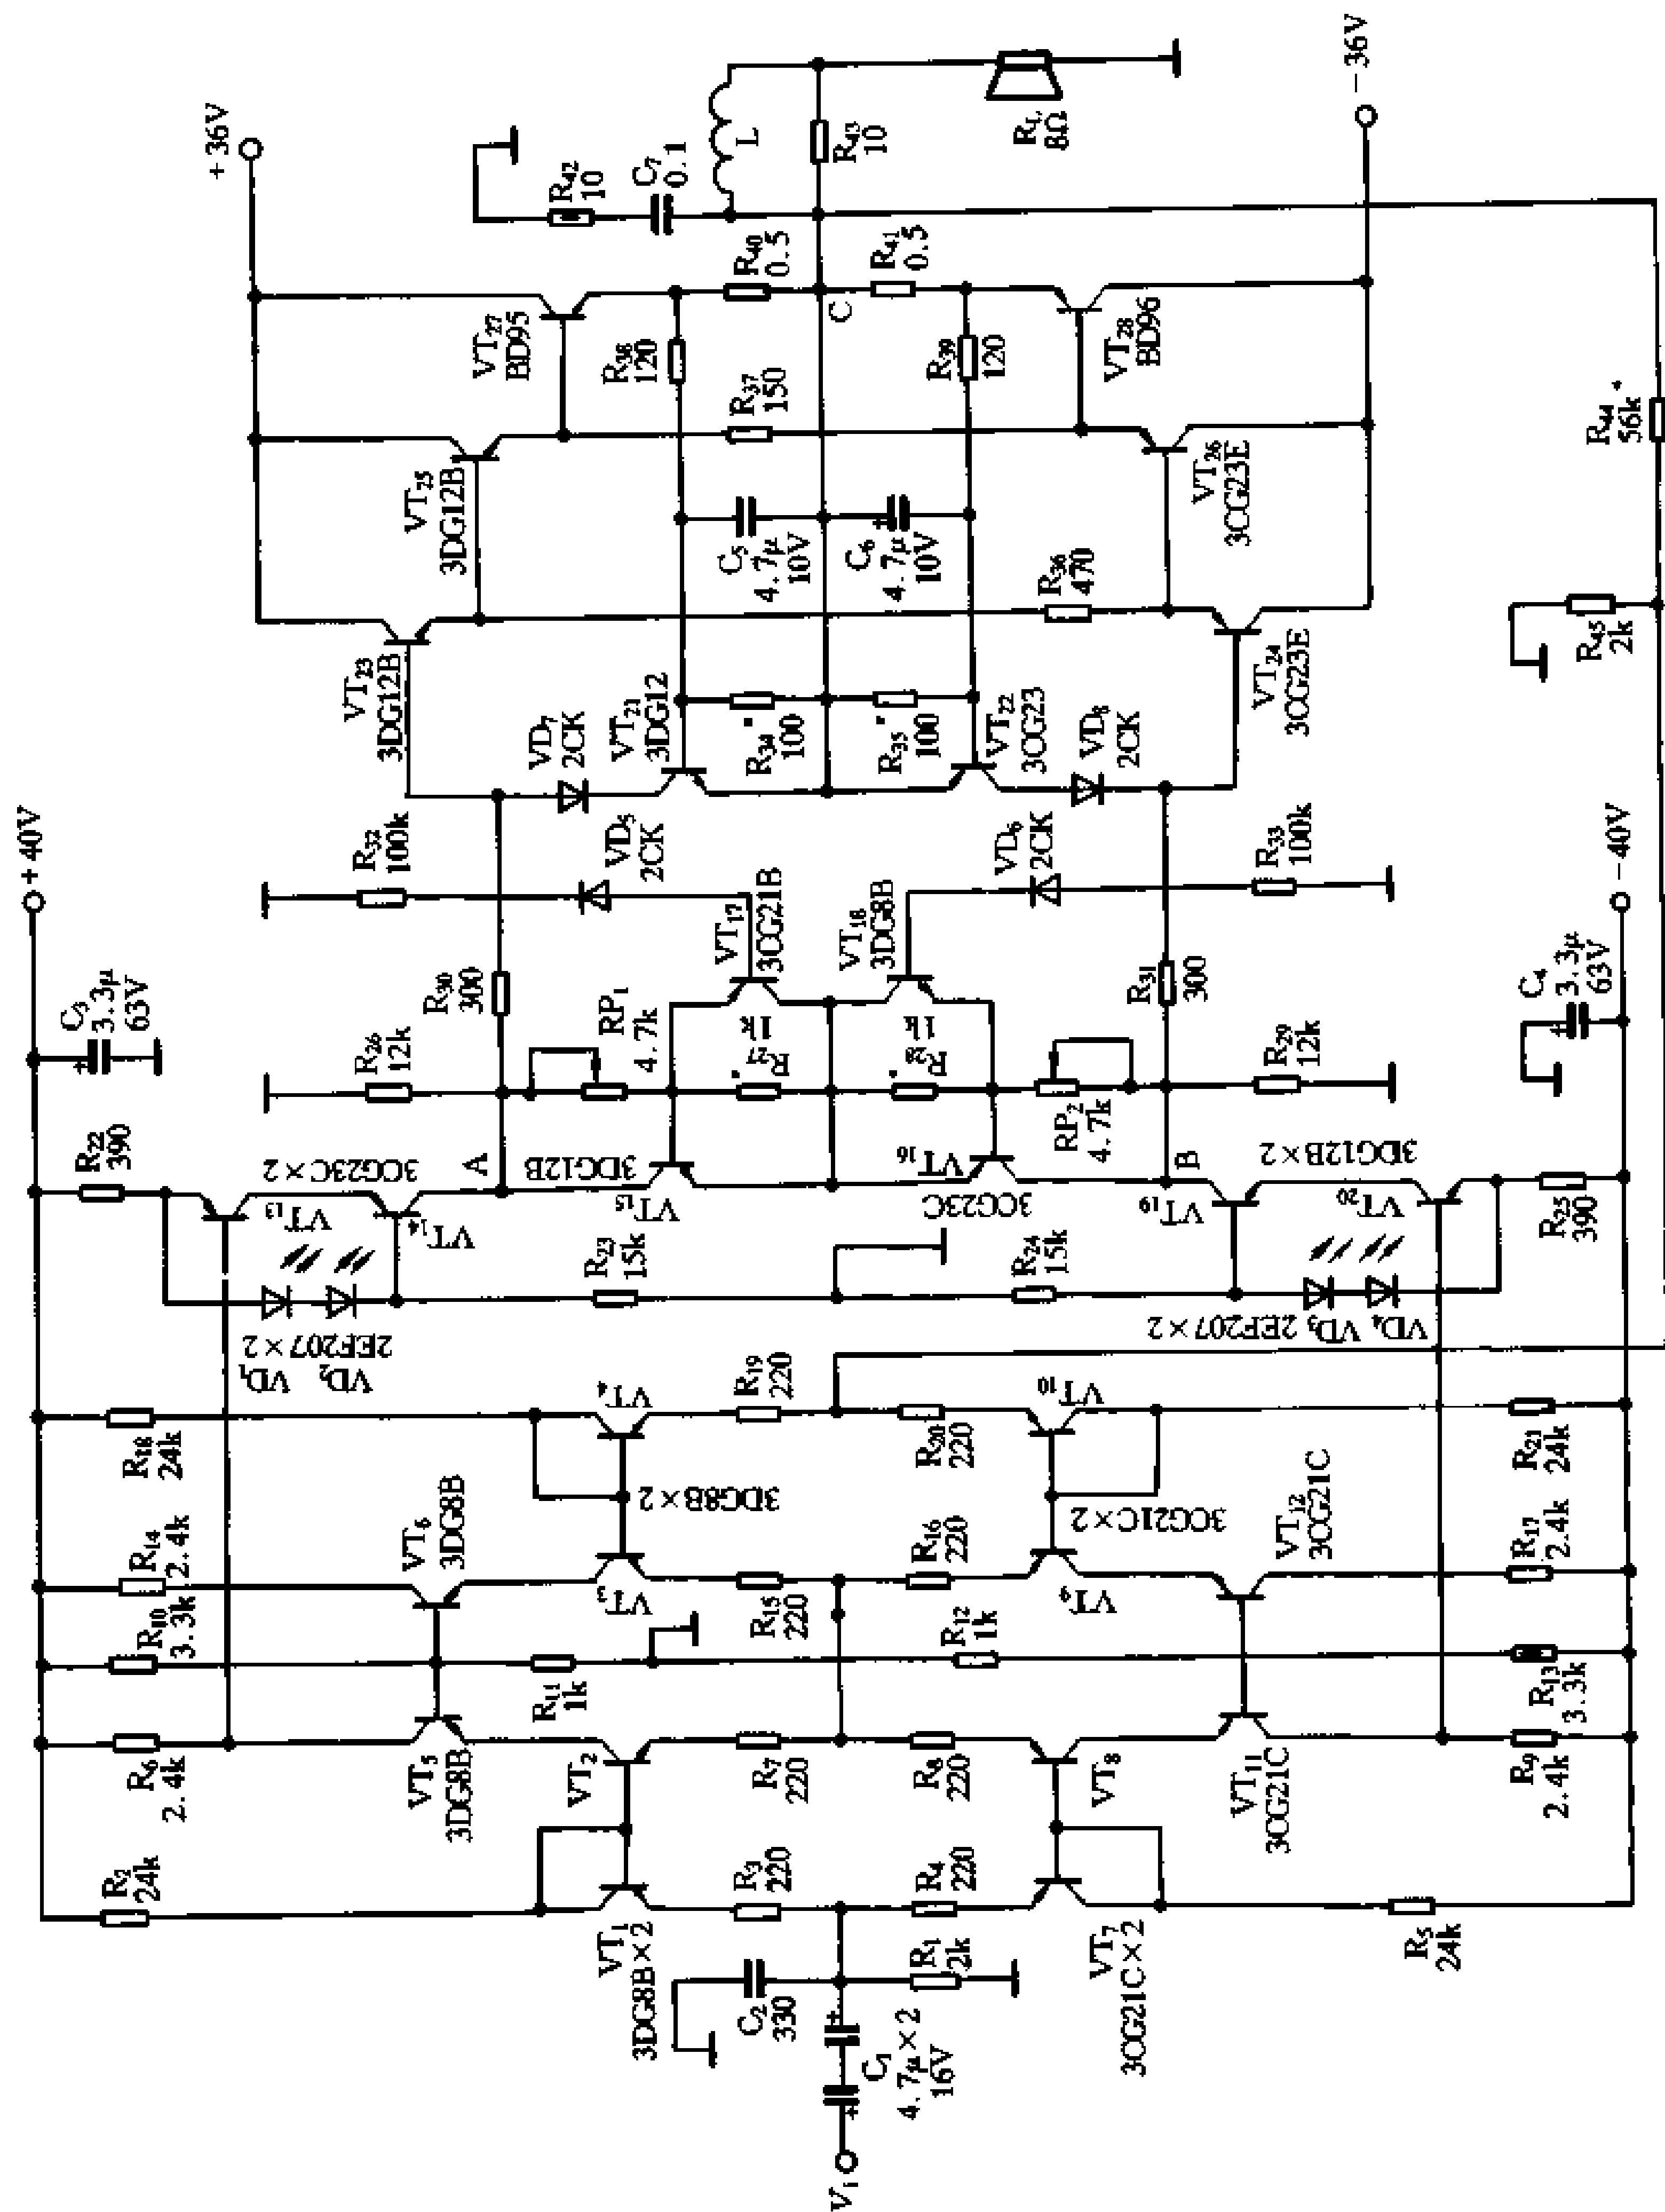 +40V
+36V
R₂
24k
R₆
2.4k
R₁₀
3.3k
R₁₄
2.4k
R₁₈
24k
R₂₂
390
C₃
3.3μ
63V
VD₁
VD₂
2EF207×2
VT₁₃
3CG23C×2
VT₁₄
R₂₆
12k
R₃₂
100k
R₃₀
300
VD₅
2CK
VT₂₃
3DG12B
VT₂₅
3DG12B
VT₂₇
BD95
R₄₂
10
C₇
0.1
L
VT₁
3DG8B×2
VT₂
VT₅
3DG8B
VT₆
3DG8B
VT₃
VT₄
3DG8B×2
A
VT₁₅
3DG12B
RP₁
4.7k
VT₁₇
3CG21B
VD₇
2CK
VT₂₁
3DG12
R₃₈
120
R₄₀
0.5
R₃
220
R₇
220
R₁₁
1k
R₁₅
220
R₁₉
220
R₂₃
15k
R₂₇*
1k
R₃₄*
100
C₅
4.7μ
10V
R₃₇
150
C
R₄₃
10
Vᵢ
C₁
4.7μ×2
16V
C₂
330
R₁
2k
R₄
220
R₈
220
R₁₂
1k
R₁₆
220
R₂₀
220
R₂₄
15k
R₂₈*
1k
R₃₅*
100
C₆
4.7μ
10V
R₃₆
470
R₄₁
0.5
R₃₉
120
R_L
8Ω
VT₇
3CG21C×2
VT₈
VT₁₁
3CG21C
VT₁₂
3CG21C
VT₉
VT₁₀
3CG21C×2
VT₁₆
3CG23C
RP₂
4.7k
VT₁₈
3DG8B
VD₆
2CK
VT₂₂
3CG23
VD₈
2CK
VT₂₄
3CG23E
VT₂₆
3CG23E
VT₂₈
BD96
B
VT₁₉
3DG12B×2
VT₂₀
VD₃
VD₄
2EF207×2
R₃₁
300
R₂₉
12k
R₃₃
100k
R₅
24k
R₉
2.4k
R₁₃
3.3k
R₁₇
2.4k
R₂₁
24k
R₂₅
390
C₄
3.3μ
63V
−40V
−36V
R₄₅
2k
R₄₄*
56k